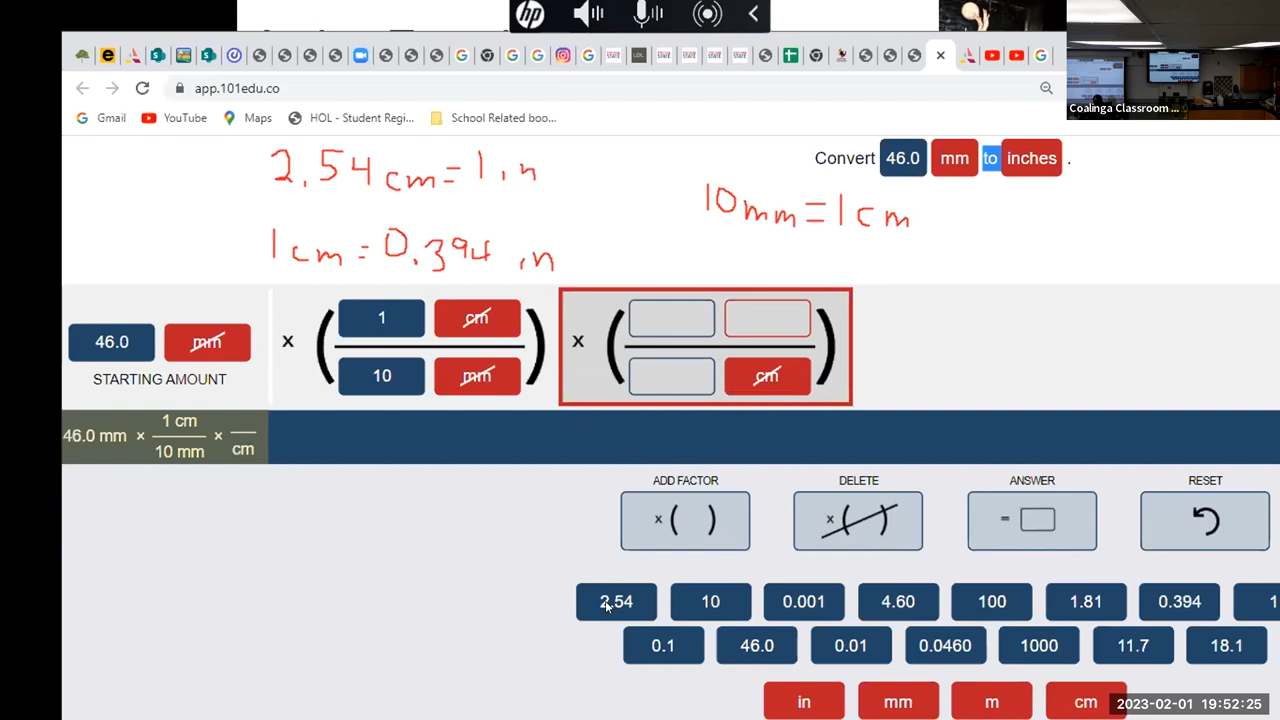 hp
app.101edu.co
Gmail YouTube Maps HOL - Student Regi... School Related boo...
Coalinga Classroom ...
Convert 46.0 mm to inches .
2.54 cm = 1 in
10 mm = 1 cm
1 cm = 0.394 in
46.0 mm x ( 1 cm ) x ( )
10 mm cm
STARTING AMOUNT
46.0 mm × 1 cm ×
10 mm cm
ADD FACTOR DELETE ANSWER RESET
x ( ) x ( ) =
2.54 10 0.001 4.60 100 1.81 0.394 1
0.1 46.0 0.01 0.0460 1000 11.7 18.1
in mm m cm
2023-02-01 19:52:25